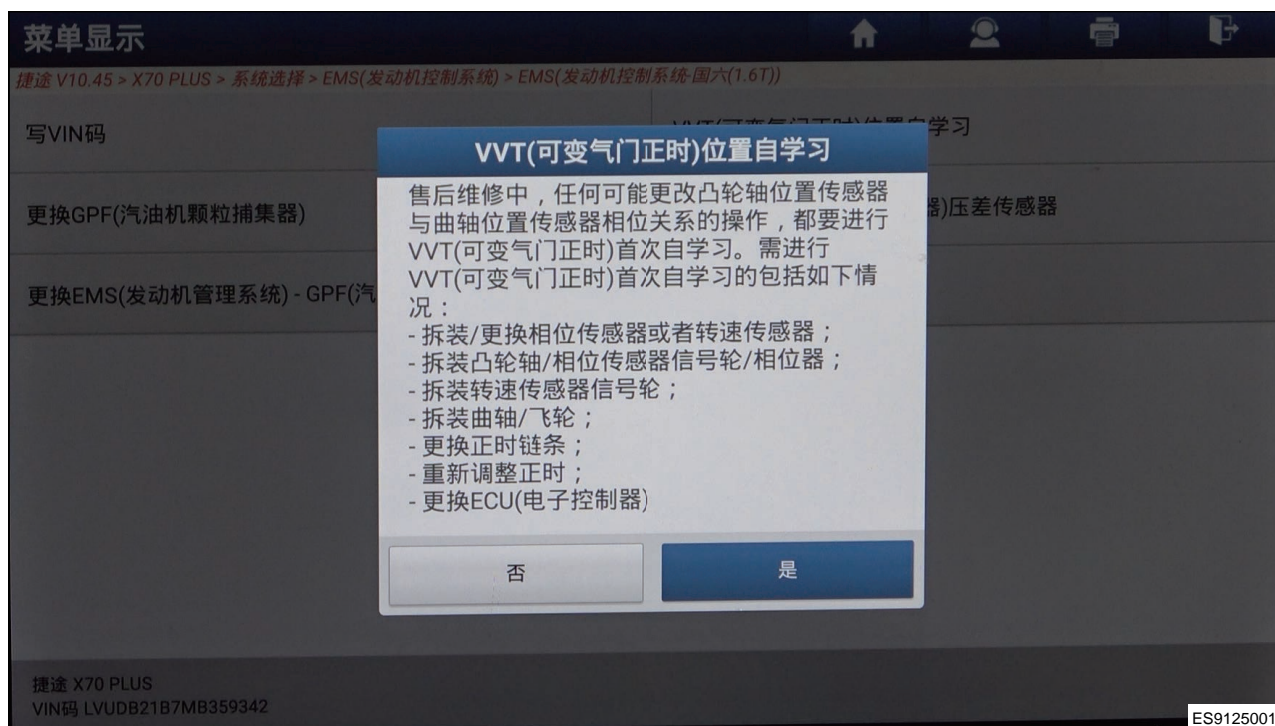 菜单显示
捷途 V10.45 > X70 PLUS > 系统选择 > EMS(发动机控制系统) > EMS(发动机控制系统-国六(1.6T))
写VIN码
VVT(可变气门正时)位置自学习
更换GPF(汽油机颗粒捕集器)
器)压差传感器
更换EMS(发动机管理系统) - GPF(汽
VVT(可变气门正时)位置自学习
售后维修中，任何可能更改凸轮轴位置传感器
与曲轴位置传感器相位关系的操作，都要进行
VVT(可变气门正时)首次自学习。需进行
VVT(可变气门正时)首次自学习的包括如下情
况：
- 拆装/更换相位传感器或者转速传感器；
- 拆装凸轮轴/相位传感器信号轮/相位器；
- 拆装转速传感器信号轮；
- 拆装曲轴/飞轮；
- 更换正时链条；
- 重新调整正时；
- 更换ECU(电子控制器)
否
是
捷途 X70 PLUS
VIN码 LVUDB21B7MB359342
ES9125001